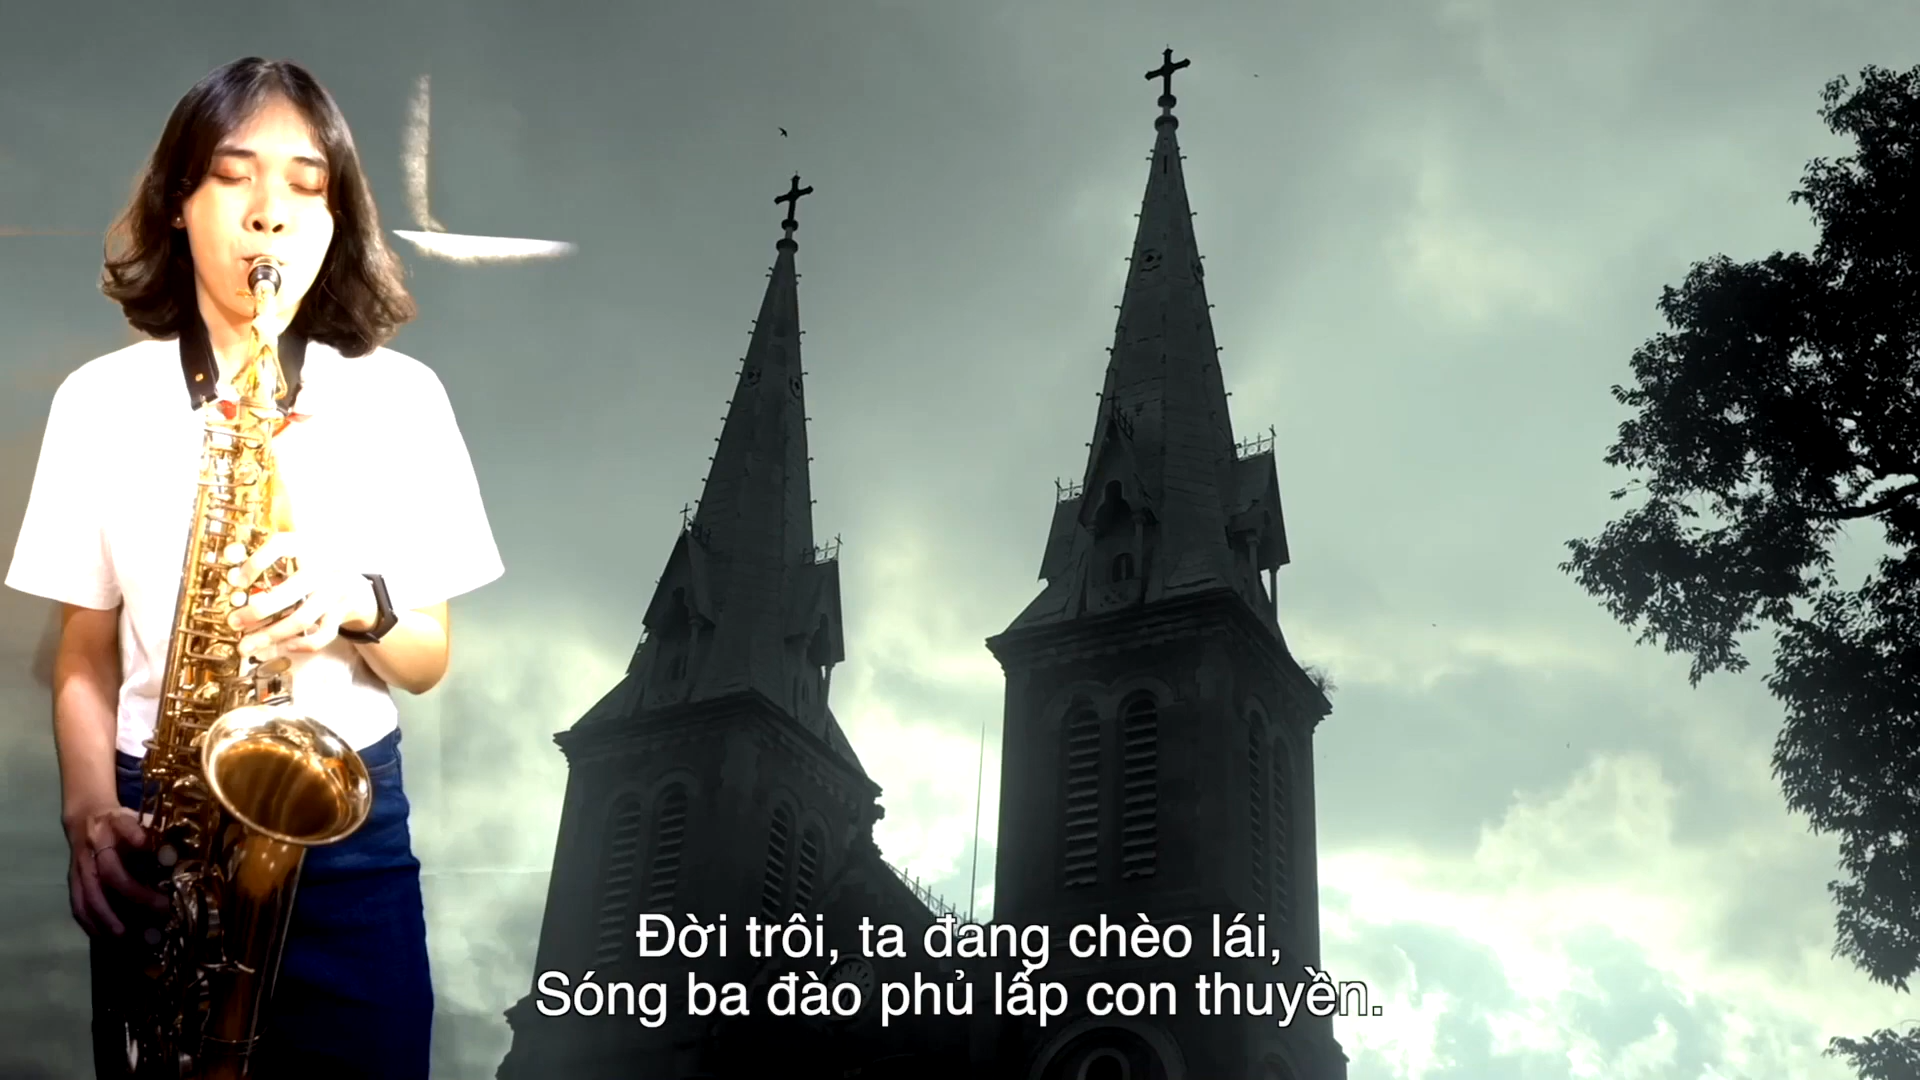 Đời trôi, ta đang chèo lái,
Sóng ba đào phủ lấp con thuyền.